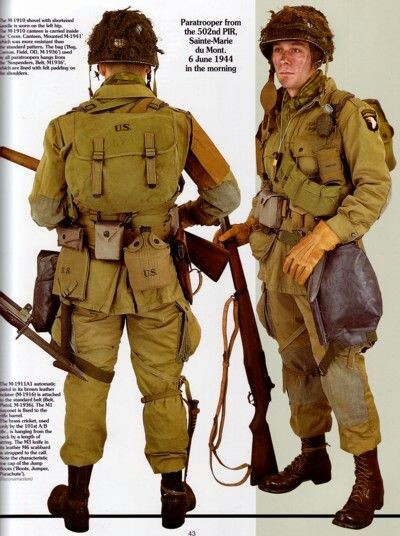 The M-1910 shovel with shortened
handle is worn on the left hip.
The M-1910 canteen is carried inside
the 'Cover, Canteen, Mounted M-1941'
which was more resistant than
the standard pattern. The bag ('Bag,
Canvas, Field, OD, M-1936') used
by all paratroopers hangs from
the 'Suspenders, Belt, M1936',
which are lined with felt padding on
the shoulders.
Paratrooper from
the 502nd PIR,
Sainte-Marie
du Mont.
6 June 1944
in the morning
U.S.
U.S.
U.S.
The M-1911A1 automatic
pistol in its brown leather
holster (M-1916) is attached
to the standard belt (Belt,
Pistol, M-1936). The M1
bayonet is fixed to the
rifle barrel.
The brass cricket, used
only by the 101st A/B
Div., is hanging from the
neck by a length of
string. The M3 knife in
its leather M6 scabbard
is strapped to the calf.
Note the characteristic
toe cap of the Jump
Boots ('Boots, Jumper,
Parachute').
(Reconstruction)
43